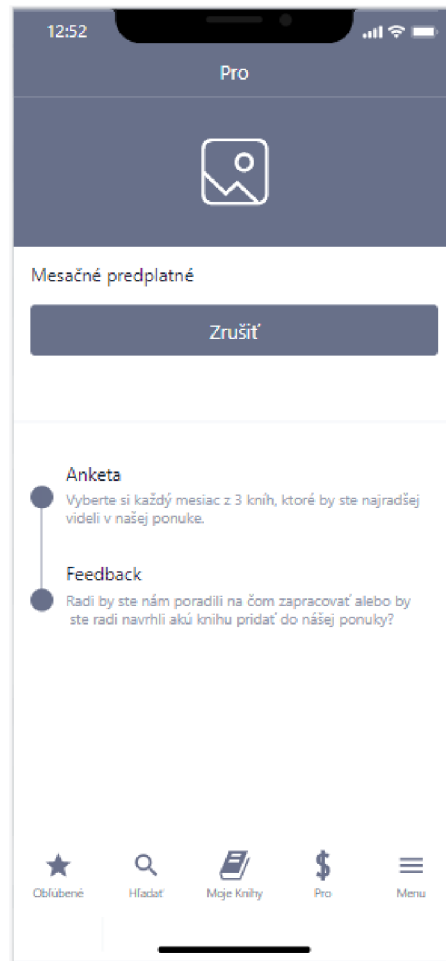 12:52
Pro
Mesačné predplatné
Zrušiť
Anketa
Vyberte si každý mesiac z 3 kníh, ktoré by ste najradšej
videli v našej ponuke.
Feedback
Radi by ste nám poradili na čom zapracovať alebo by
ste radi navrhli akú knihu pridať do nášej ponuky?
Obľúbené
Hľadať
Moje Knihy
Pro
Menu